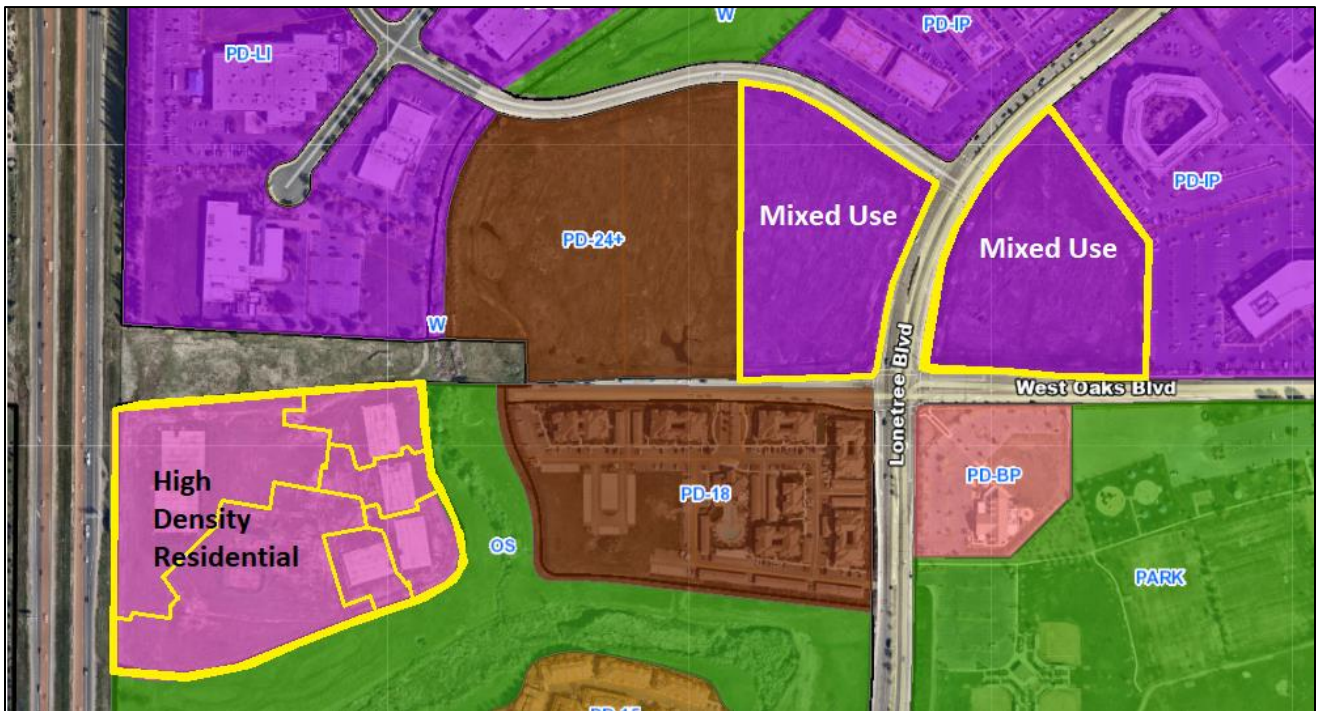 W
PD-IP
PD-LI
PD-IP
Mixed Use
PD-24+
Mixed Use
W
Lonetree Blvd
West Oaks Blvd
High
Density
Residential
PD-18
PD-BP
OS
PARK